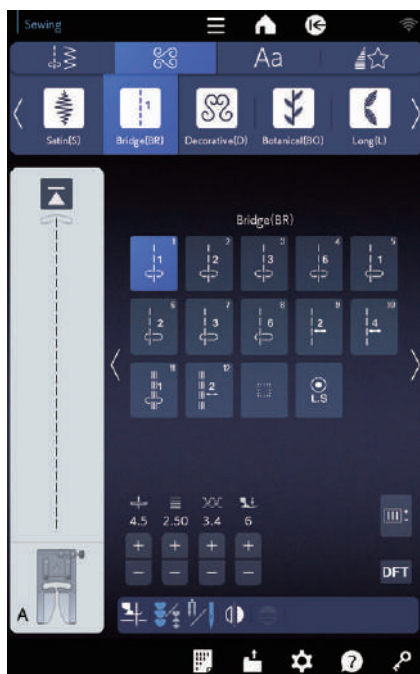 Sewing
Aa
1
Satin(S) Bridge(BR) Decorative(D) Botanical(BO) Long(L)
Bridge(BR)
1 2 3 4 5
1 2 3 6 1
6 7 8 9 10
2 3 6 2 4
11 12
1 2
L.S
4.5 2.50 3.4 6
+ + + +
− − − −
DFT
A
?